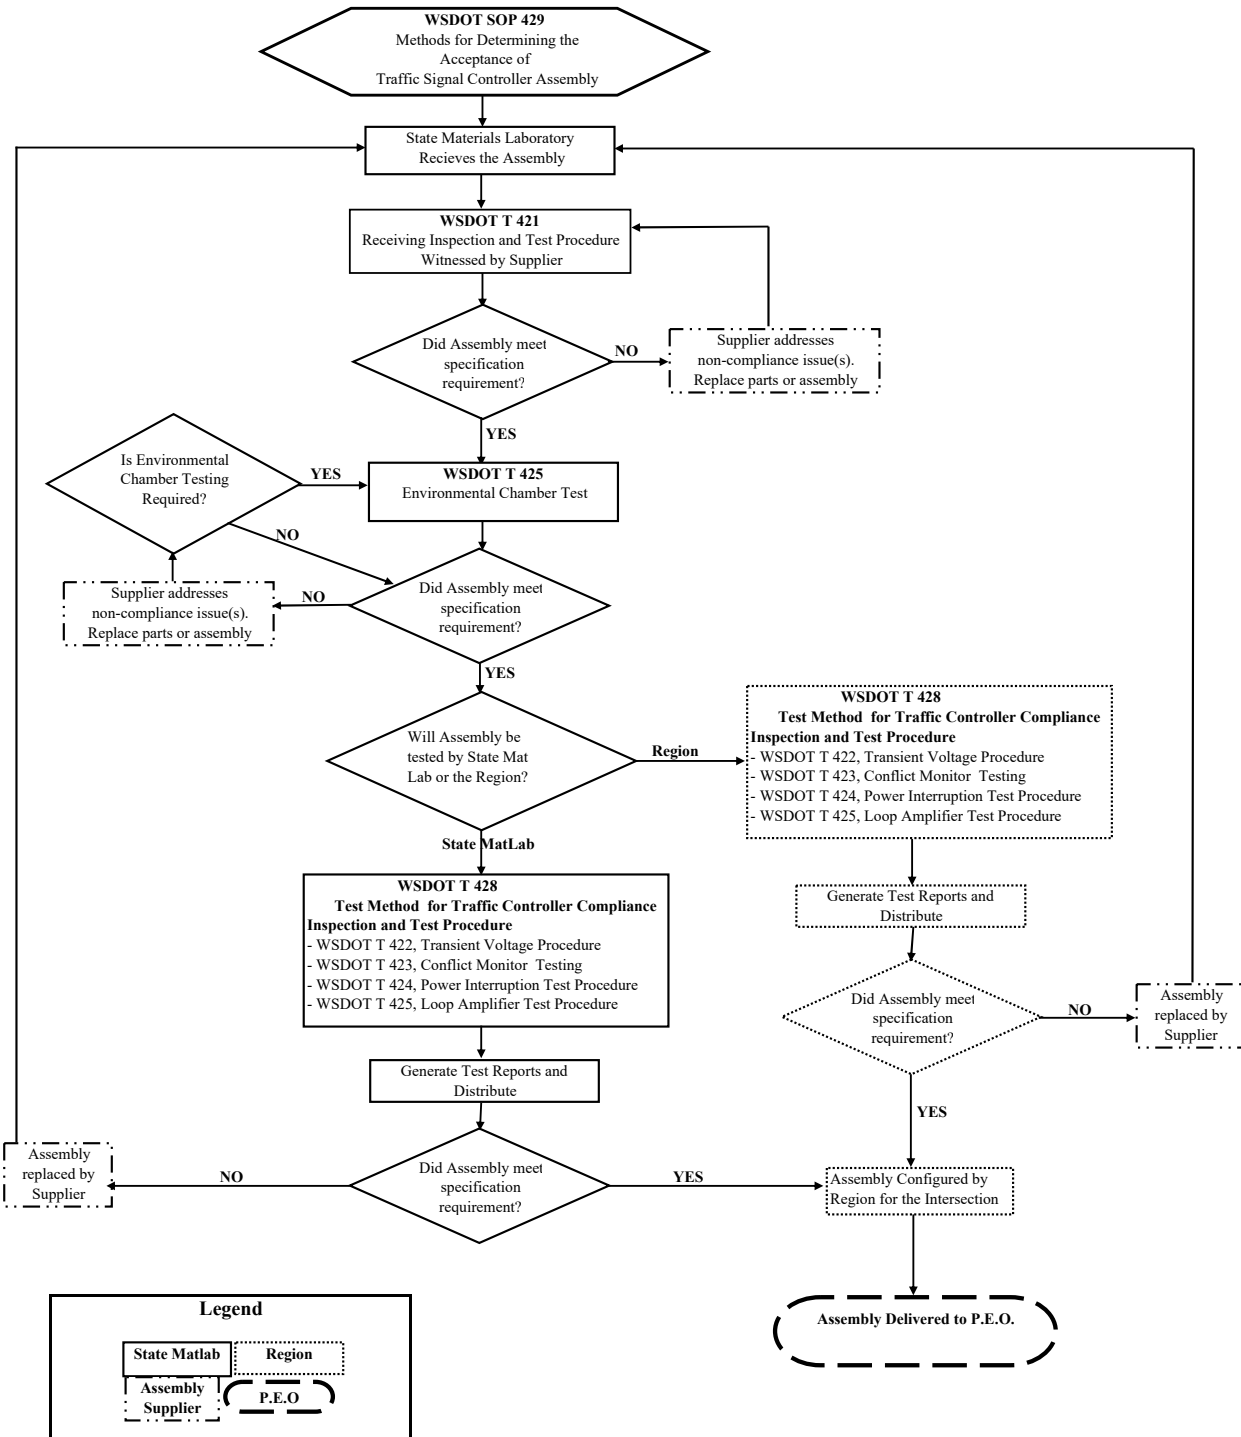 WSDOT SOP 429
Methods for Determining the
Acceptance of
Traffic Signal Controller Assembly
State Materials Laboratory
Recieves the Assembly
WSDOT T 421
Receiving Inspection and Test Procedure
Witnessed by Supplier
Did Assembly meet
specification
requirement?
NO
Supplier addresses
non-compliance issue(s).
Replace parts or assembly
YES
Is Environmental
Chamber Testing
Required?
YES
WSDOT T 425
Environmental Chamber Test
NO
Supplier addresses
non-compliance issue(s).
Replace parts or assembly
NO
Did Assembly meet
specification
requirement?
YES
Will Assembly be
tested by State Mat
Lab or the Region?
Region
WSDOT T 428
Test Method for Traffic Controller Compliance
Inspection and Test Procedure
- WSDOT T 422, Transient Voltage Procedure
- WSDOT T 423, Conflict Monitor Testing
- WSDOT T 424, Power Interruption Test Procedure
- WSDOT T 425, Loop Amplifier Test Procedure
State MatLab
WSDOT T 428
Test Method for Traffic Controller Compliance
Inspection and Test Procedure
- WSDOT T 422, Transient Voltage Procedure
- WSDOT T 423, Conflict Monitor Testing
- WSDOT T 424, Power Interruption Test Procedure
- WSDOT T 425, Loop Amplifier Test Procedure
Generate Test Reports and
Distribute
Did Assembly meet
specification
requirement?
NO
Assembly
replaced by
Supplier
YES
Generate Test Reports and
Distribute
Did Assembly meet
specification
requirement?
NO
Assembly
replaced by
Supplier
YES
Assembly Configured by
Region for the Intersection
Assembly Delivered to P.E.O.
Legend
State Matlab
Region
Assembly
Supplier
P.E.O